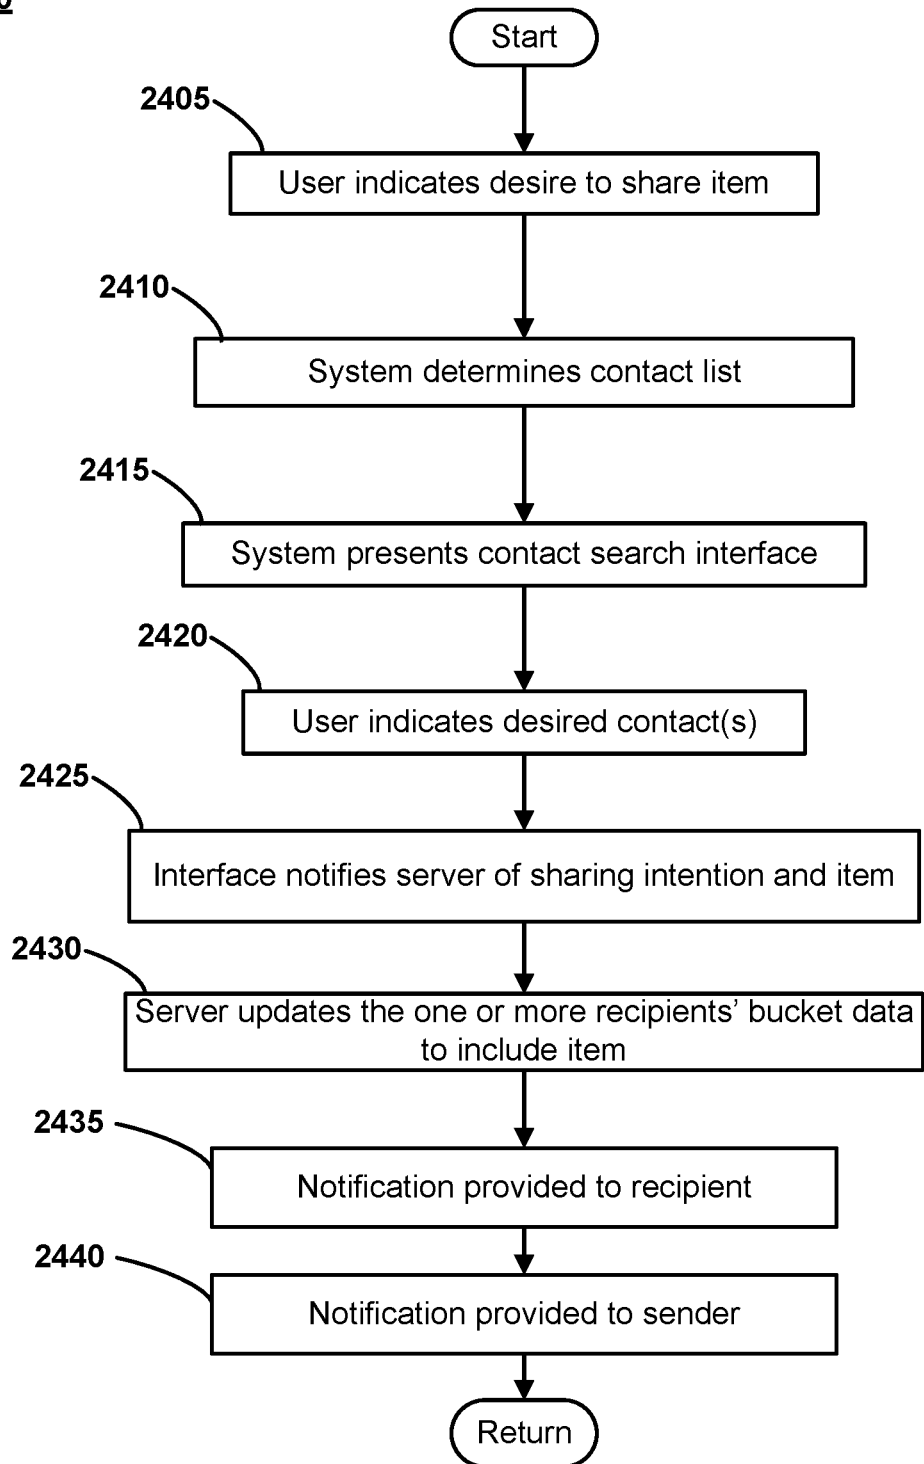 Start
2405
User indicates desire to share item
2410
System determines contact list
2415
System presents contact search interface
2420
User indicates desired contact(s)
2425
Interface notifies server of sharing intention and item
2430
Server updates the one or more recipients’ bucket data
to include item
2435
Notification provided to recipient
2440
Notification provided to sender
Return